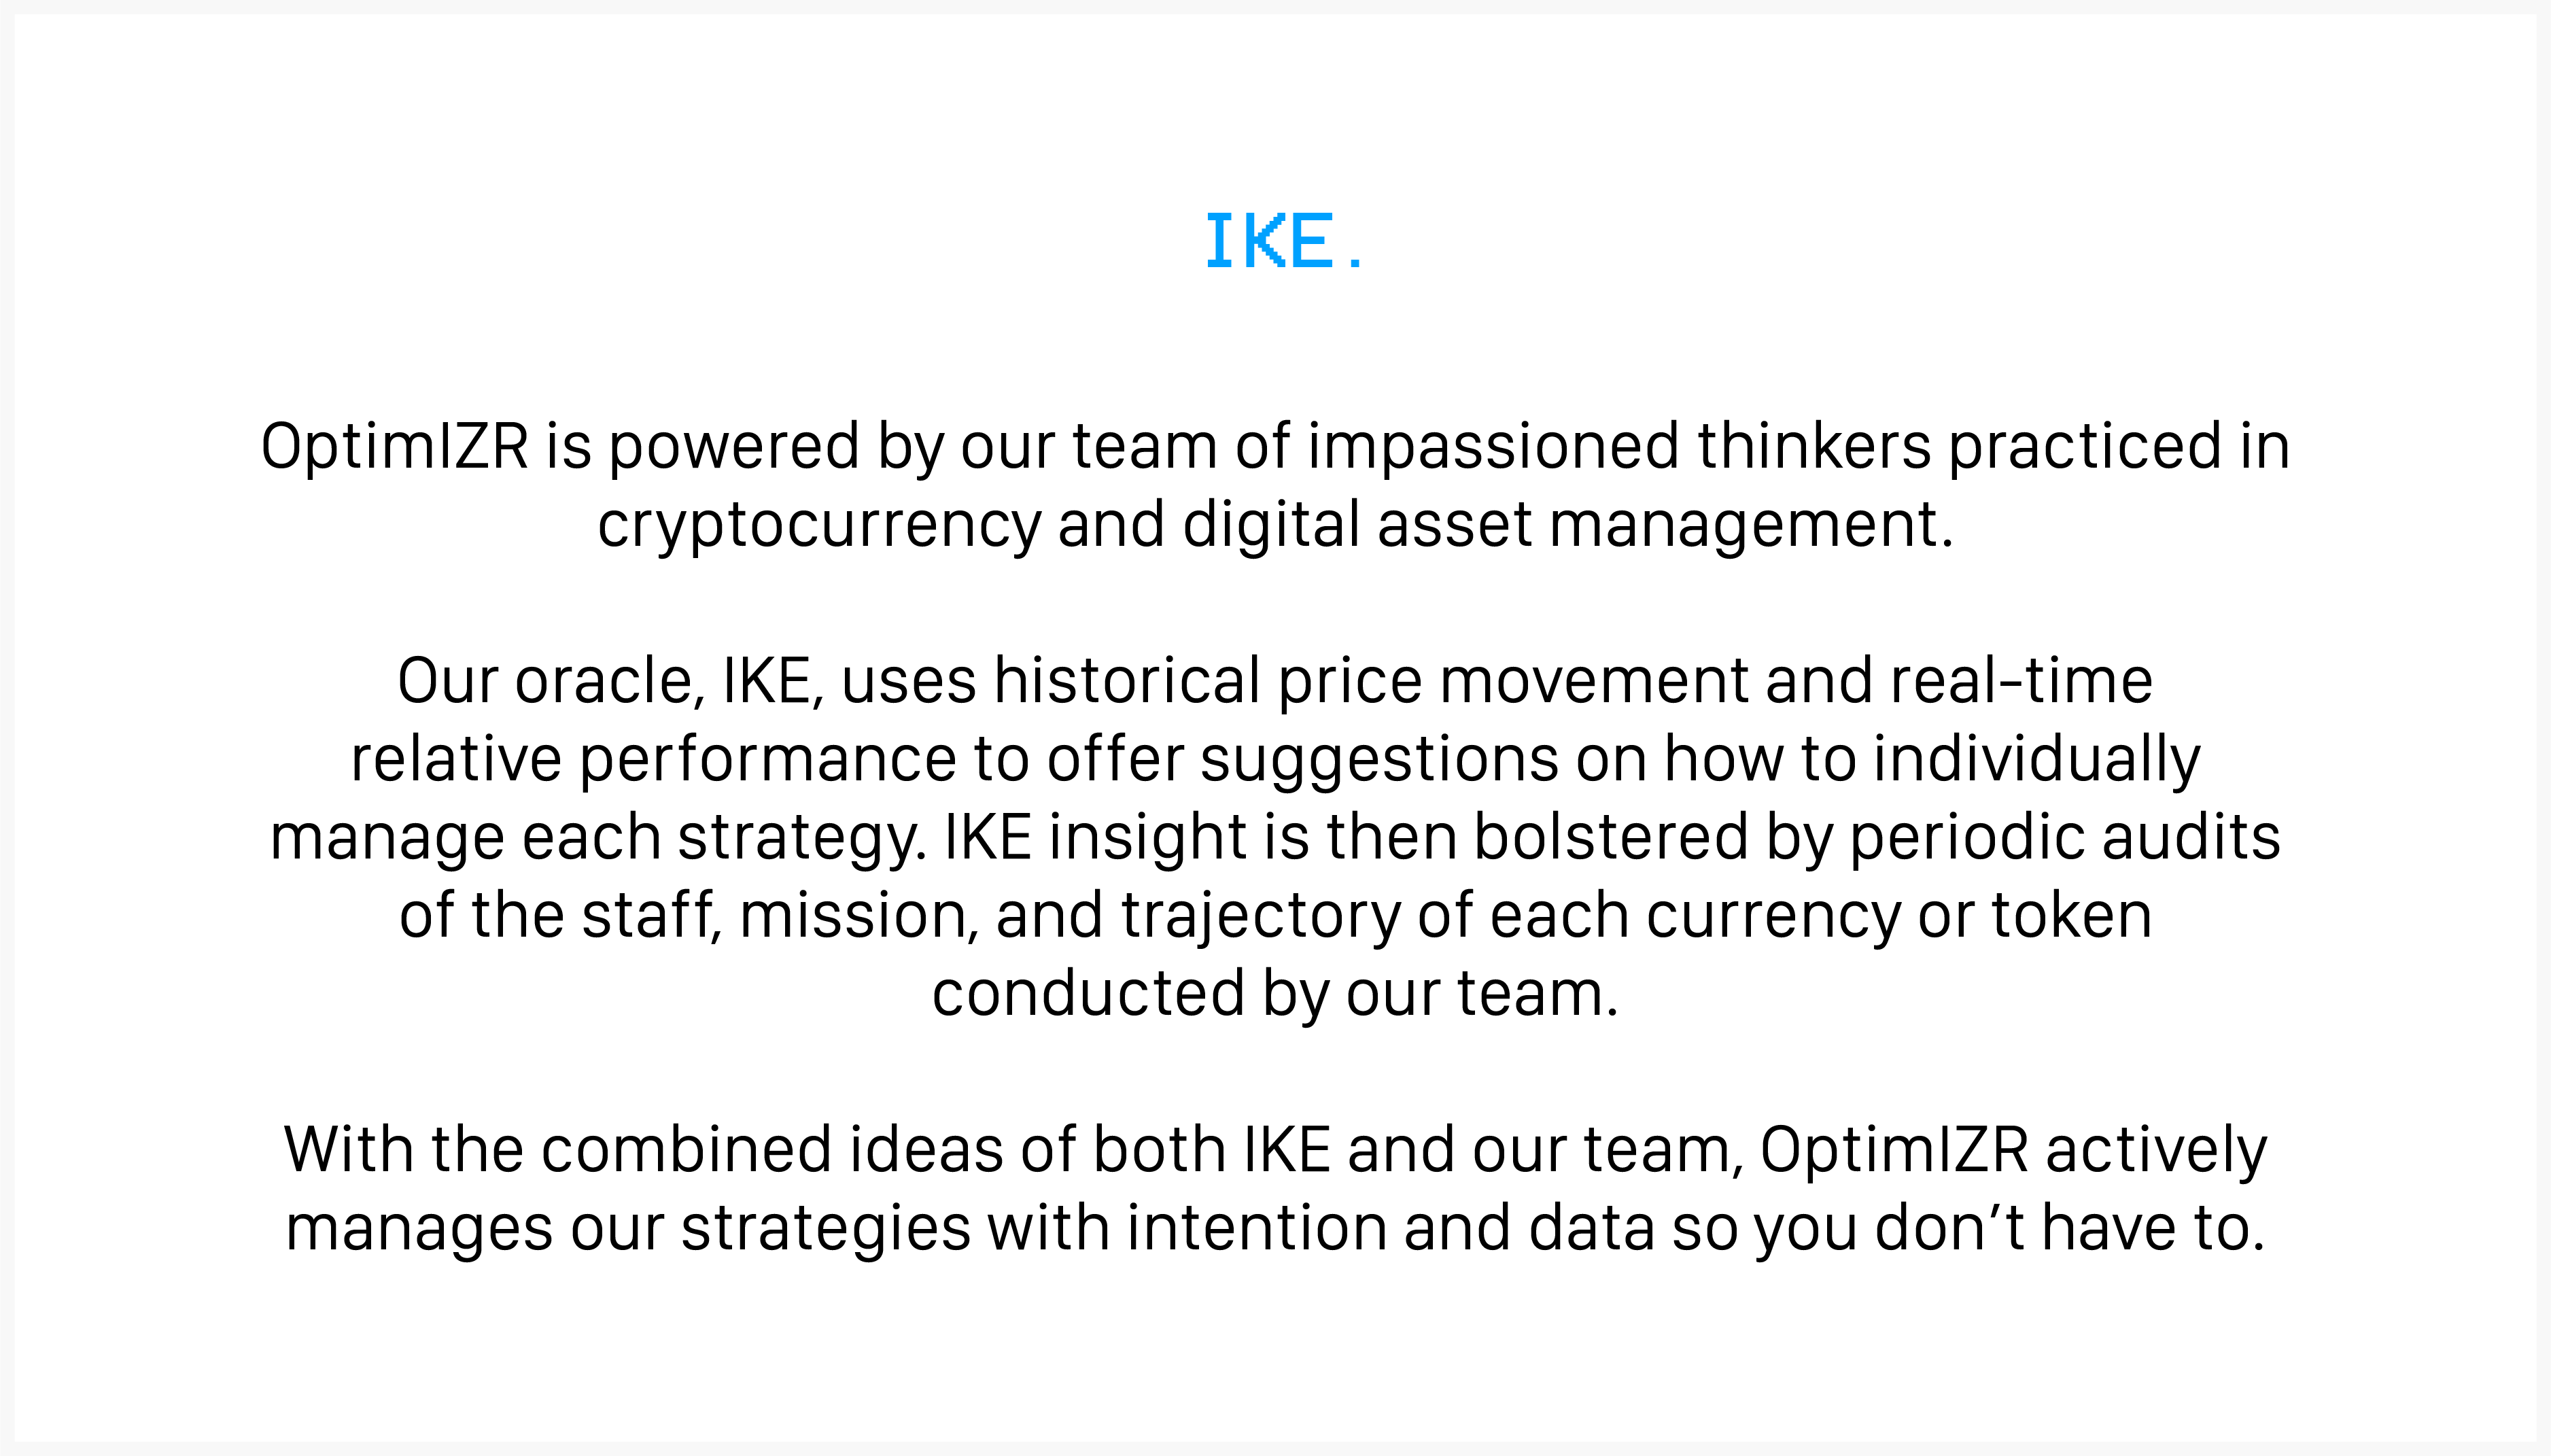 IKE.
OptimIZR is powered by our team of impassioned thinkers practiced in
cryptocurrency and digital asset management.
Our oracle, IKE, uses historical price movement and real-time
relative performance to offer suggestions on how to individually
manage each strategy. IKE insight is then bolstered by periodic audits
of the staff, mission, and trajectory of each currency or token
conducted by our team.
With the combined ideas of both IKE and our team, OptimIZR actively
manages our strategies with intention and data so you don’t have to.